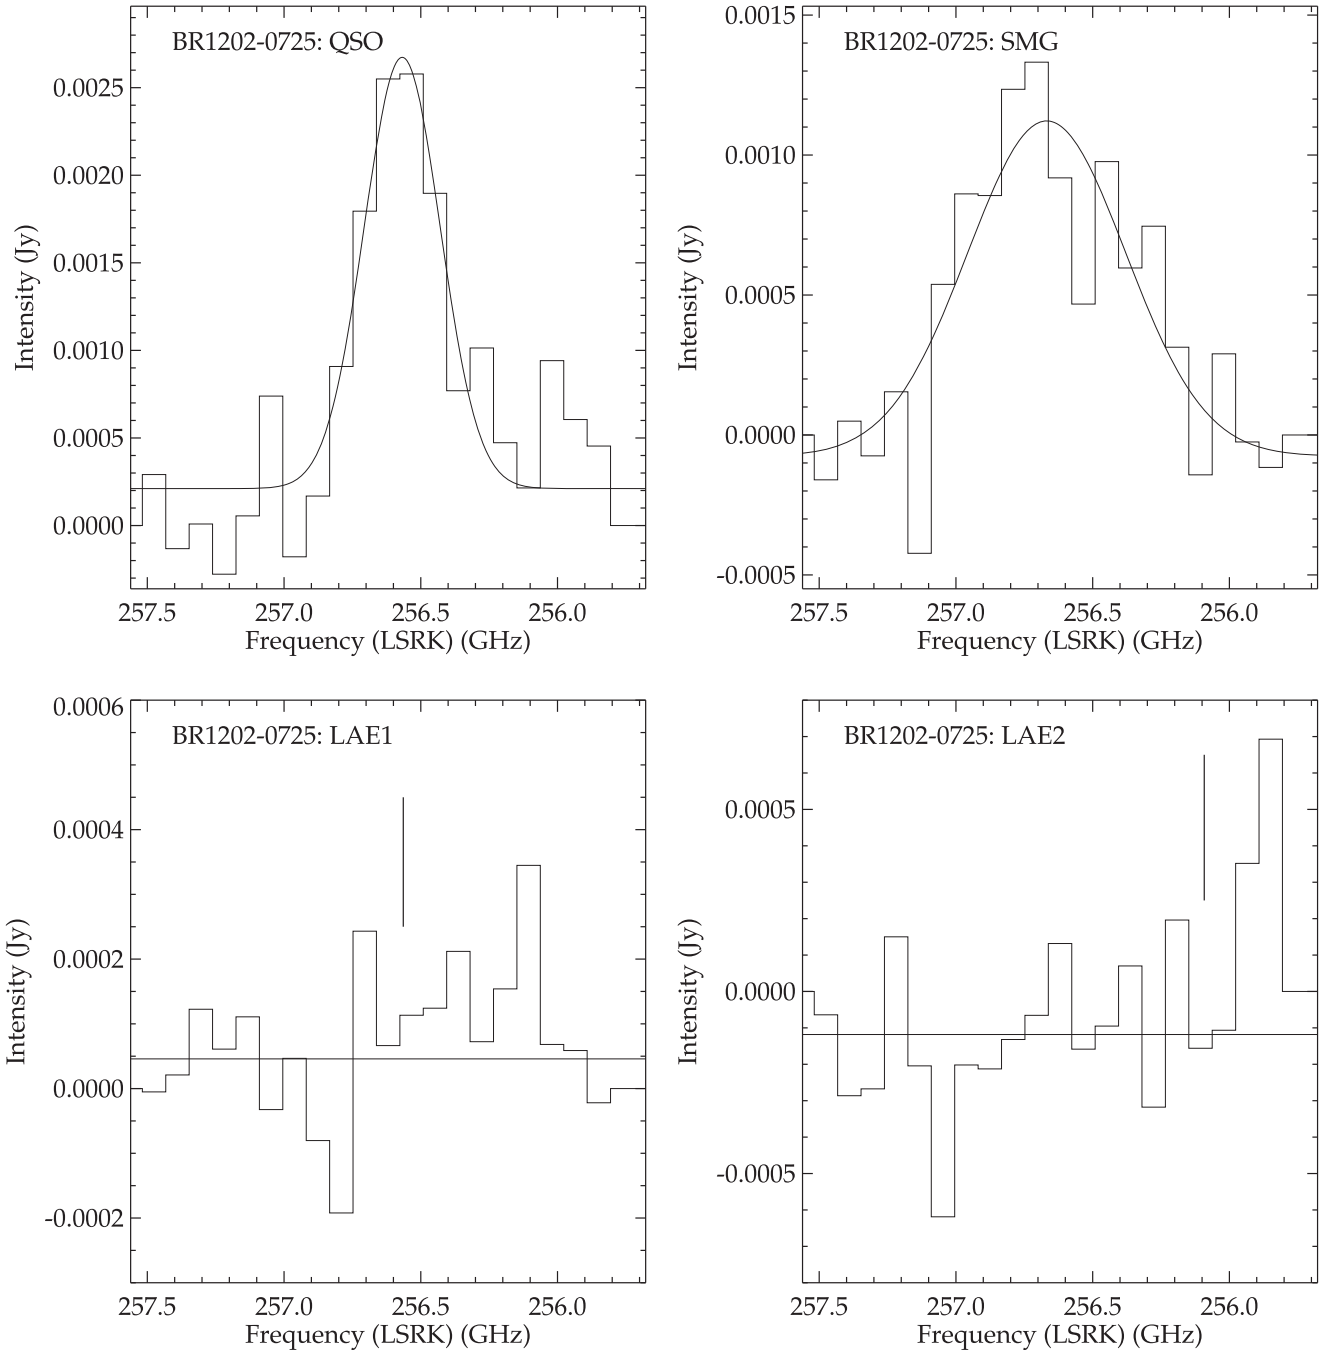 BR1202-0725: QSO
0.0025
0.0020
0.0015
0.0010
0.0005
0.0000
Intensity (Jy)
257.5 257.0 256.5 256.0
Frequency (LSRK) (GHz)
BR1202-0725: SMG
0.0015
0.0010
0.0005
0.0000
-0.0005
Intensity (Jy)
257.5 257.0 256.5 256.0
Frequency (LSRK) (GHz)
BR1202-0725: LAE1
0.0006
0.0004
0.0002
0.0000
-0.0002
Intensity (Jy)
257.5 257.0 256.5 256.0
Frequency (LSRK) (GHz)
BR1202-0725: LAE2
0.0005
0.0000
-0.0005
Intensity (Jy)
257.5 257.0 256.5 256.0
Frequency (LSRK) (GHz)